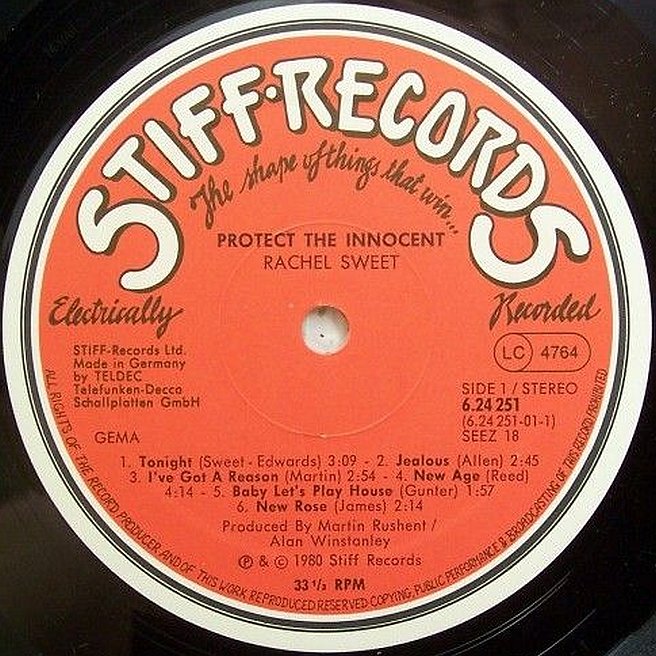 STIFF·RECORDS
The shape of things that win...
PROTECT THE INNOCENT
RACHEL SWEET
Electrically
Recorded
STIFF-Records Ltd.
Made in Germany
by TELDEC
Telefunken-Decca
Schallplatten GmbH
GEMA
LC 4764
SIDE 1 / STEREO
6.24 251
(6.24 251-01-1)
SEEZ 18
1. Tonight (Sweet - Edwards) 3:09 - 2. Jealous (Allen) 2:45
3. I've Got A Reason (Martin) 2:54 - 4. New Age (Reed)
4:14 - 5. Baby Let's Play House (Gunter) 1:57
6. New Rose (James) 2:14
Produced By Martin Rushent /
Alan Winstanley
Ⓟ & © 1980 Stiff Records
33 1/3 RPM
ALL RIGHTS OF THE RECORD PRODUCER AND OF THIS WORK REPRODUCED RESERVED COPYING, PUBLIC PERFORMANCE & BROADCASTING OF THIS RECORD PROHIBITED